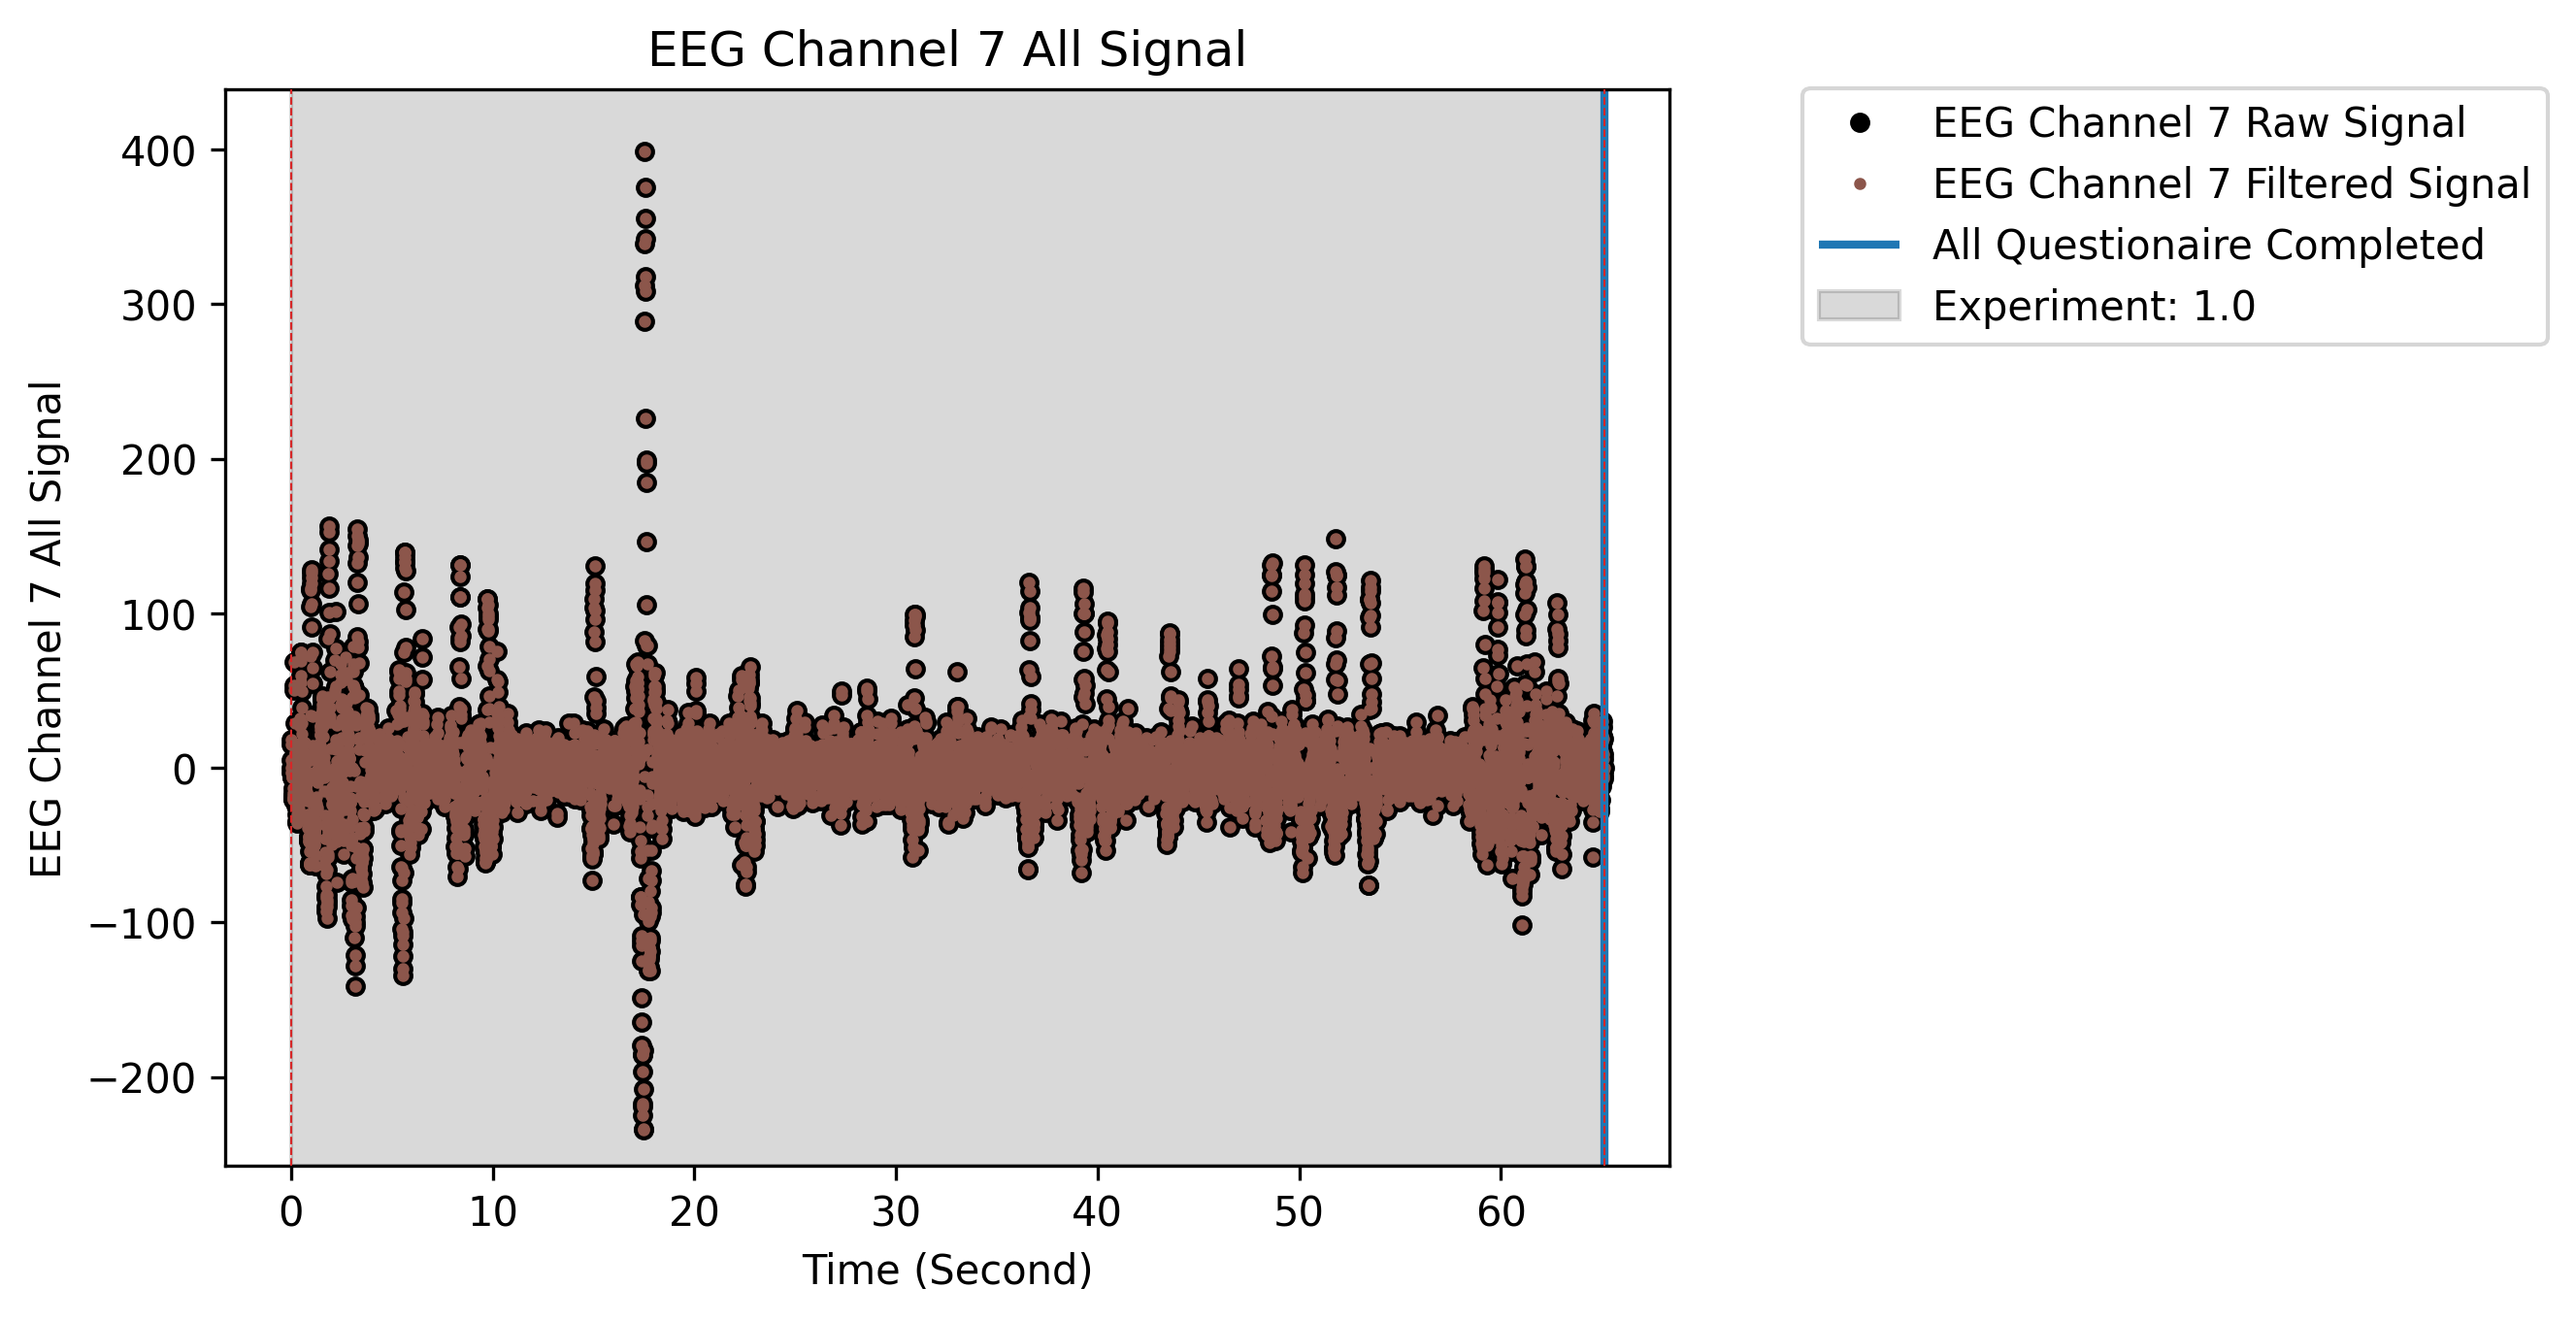 EEG Channel 7 All Signal
EEG Channel 7 Raw Signal
EEG Channel 7 Filtered Signal
All Questionaire Completed
Experiment: 1.0
EEG Channel 7 All Signal
400
300
200
100
0
−100
−200
0 10 20 30 40 50 60
Time (Second)